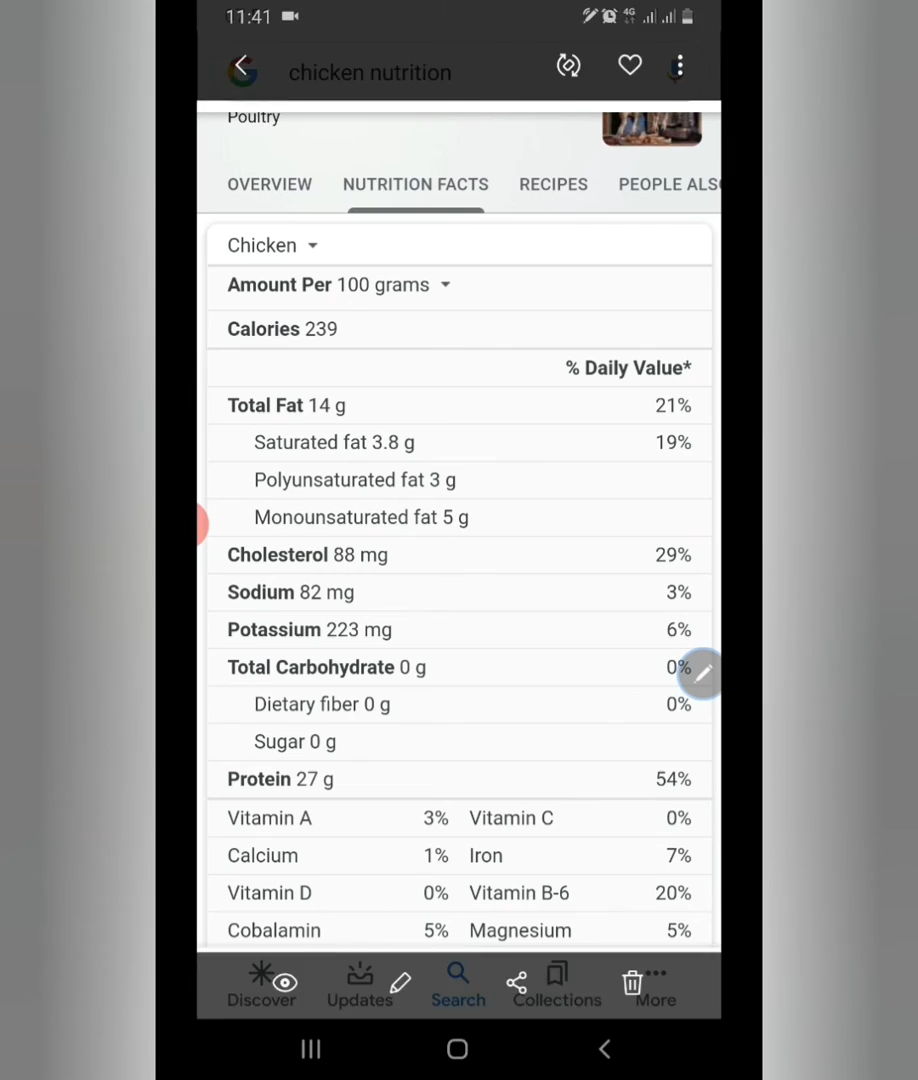 11:41
4G
chicken nutrition
Poultry
OVERVIEW NUTRITION FACTS RECIPES PEOPLE ALS
Chicken
Amount Per 100 grams
Calories 239
% Daily Value*
Total Fat 14 g 21%
Saturated fat 3.8 g 19%
Polyunsaturated fat 3 g
Monounsaturated fat 5 g
Cholesterol 88 mg 29%
Sodium 82 mg 3%
Potassium 223 mg 6%
Total Carbohydrate 0 g 0%
Dietary fiber 0 g 0%
Sugar 0 g
Protein 27 g 54%
Vitamin A 3% Vitamin C 0%
Calcium 1% Iron 7%
Vitamin D 0% Vitamin B-6 20%
Cobalamin 5% Magnesium 5%
Discover Updates Search Collections More